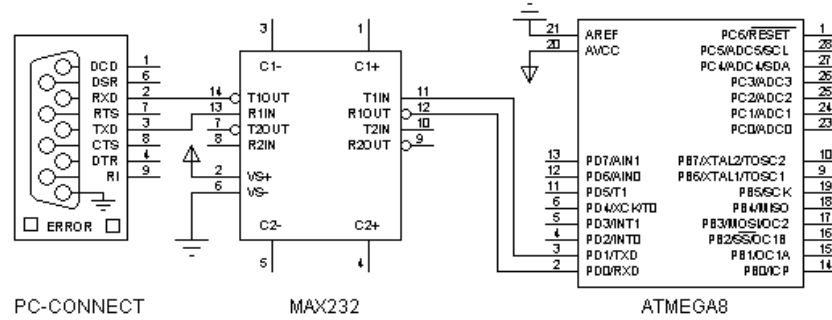 1 DCD
6 DSR
2 RXD
7 RTS
3 TXD
8 CTS
4 DTR
9 RI
ERROR
PC-CONNECT
3 1
C1- C1+
14 T1OUT T1IN 11
13 R1IN R1OUT 12
7 T2OUT T2IN 10
8 R2IN R2OUT 9
2 VS+
6 VS-
C2- C2+
5 4
MAX232
21 AREF PC6/RESET 1
20 AVCC PC5/ADC5/SCL 28
PC4/ADC4/SDA 27
PC3/ADC3 26
PC2/ADC2 25
PC1/ADC1 24
PC0/ADC0 23
13 PD7/AIN1 PB7/XTAL2/TOSC2 10
12 PD6/AIN0 PB6/XTAL1/TOSC1 9
11 PD5/T1 PB5/SCK 19
6 PD4/XCK/T0 PB4/MISO 18
5 PD3/INT1 PB3/MOSI/OC2 17
4 PD2/INT0 PB2/SS/OC1B 16
3 PD1/TXD PB1/OC1A 15
2 PD0/RXD PB0/ICP 14
ATMEGA8